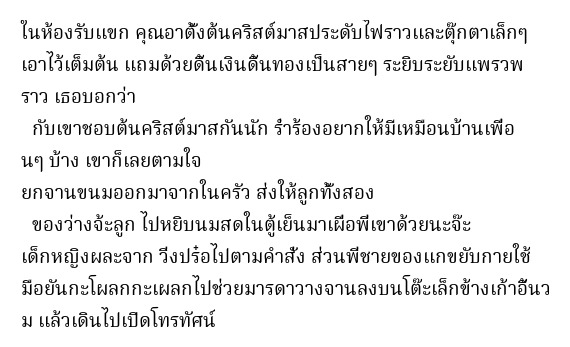 ในห้องรับแขก คุณอาตั้งต้นคริสต์มาสประดับไฟราวและตุ๊กตาเล็กๆ
เอาไว้เต็มต้น แถมด้วยดิ้นเงินดิ้นทองเป็นสายๆ ระยิบระยับแพรวพ
ราว เธอบอกว่า
กับเขาชอบต้นคริสต์มาสกันนัก รำร้องอยากให้มีเหมือนบ้านเพื่อ
นๆ บ้าง เขาก็เลยตามใจ
ยกจานขนมออกมาจากในครัว ส่งให้ลูกทั้งสอง
ของว่างจ้ะลูก ไปหยิบนมสดในตู้เย็นมาเผื่อพี่เขาด้วยนะจ๊ะ
เด็กหญิงผละจาก วิ่งปร๋อไปตามคำสั่ง ส่วนพี่ชายของแกขยับกายใช้
มือยันกะโผลกกะเผลกไปช่วยมารดาวางจานลงบนโต๊ะเล็กข้างเก้าอี้นว
ม แล้วเดินไปเปิดโทรทัศน์